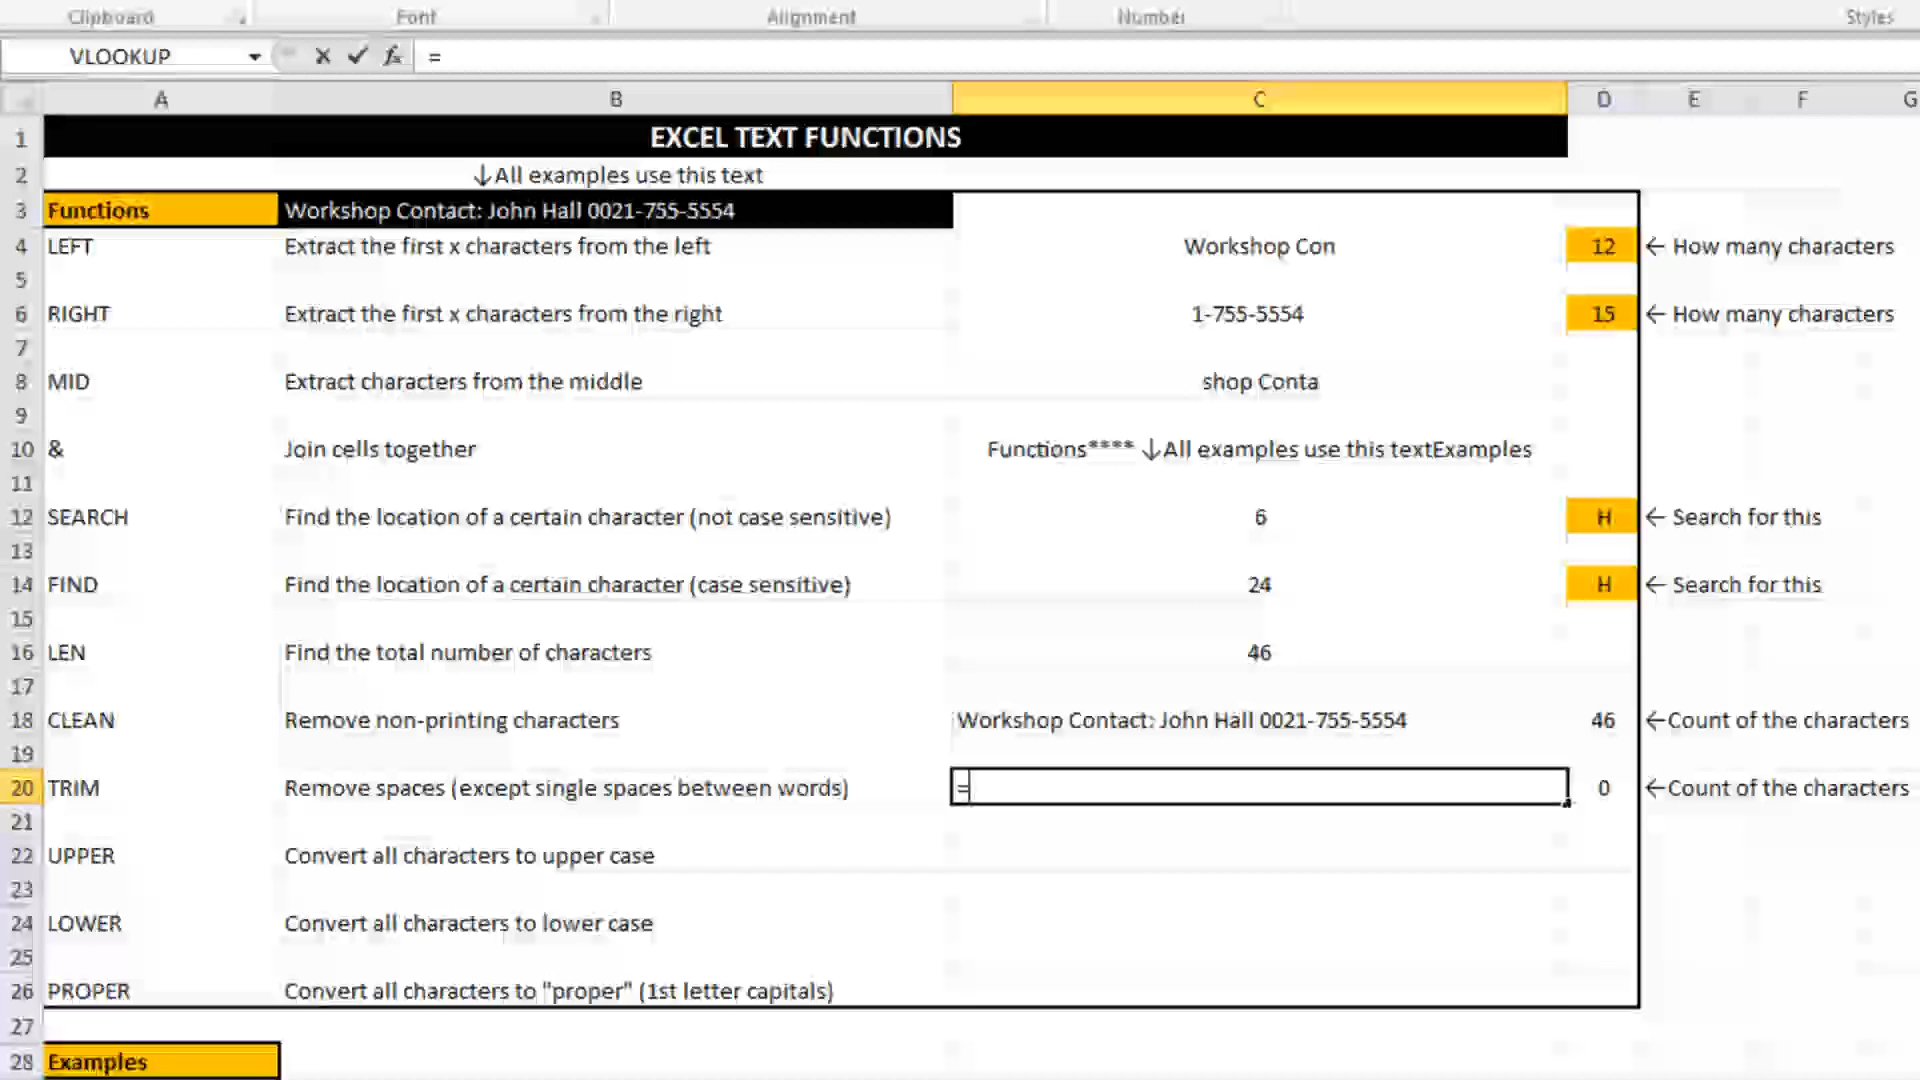 Clipboard Font Alignment Number Styles
VLOOKUP fx =
A B C D E F G
1 EXCEL TEXT FUNCTIONS
2 ↓All examples use this text
3 Functions Workshop Contact: John Hall 0021-755-5554
4 LEFT Extract the first x characters from the left Workshop Con 12 ← How many characters
5
6 RIGHT Extract the first x characters from the right 1-755-5554 15 ← How many characters
7
8 MID Extract characters from the middle shop Conta
9
10 & Join cells together Functions**** ↓All examples use this textExamples
11
12 SEARCH Find the location of a certain character (not case sensitive) 6 H ← Search for this
13
14 FIND Find the location of a certain character (case sensitive) 24 H ← Search for this
15
16 LEN Find the total number of characters 46
17
18 CLEAN Remove non-printing characters Workshop Contact: John Hall 0021-755-5554 46 ←Count of the characters
19
20 TRIM Remove spaces (except single spaces between words) = 0 ←Count of the characters
21
22 UPPER Convert all characters to upper case
23
24 LOWER Convert all characters to lower case
25
26 PROPER Convert all characters to "proper" (1st letter capitals)
27
28 Examples